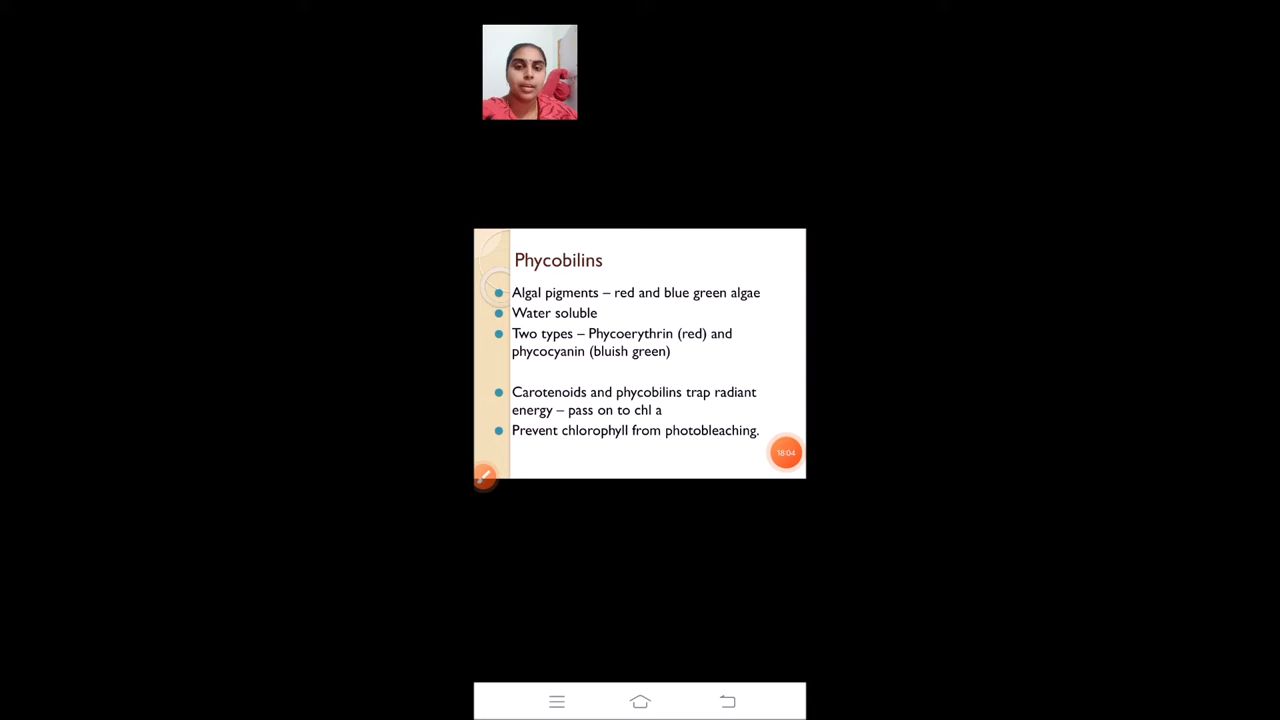 Phycobilins
Algal pigments – red and blue green algae
Water soluble
Two types – Phycoerythrin (red) and
phycocyanin (bluish green)
Carotenoids and phycobilins trap radiant
energy – pass on to chl a
Prevent chlorophyll from photobleaching.
18:04